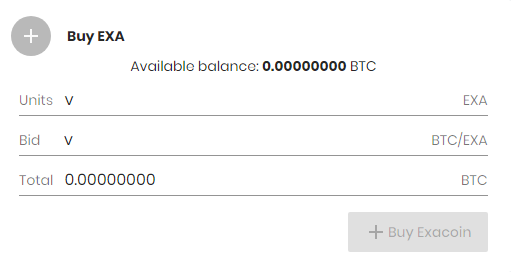 Buy EXA
Available balance: 0.00000000 BTC
Units v EXA
Bid v BTC/EXA
Total 0.00000000 BTC
Buy Exacoin